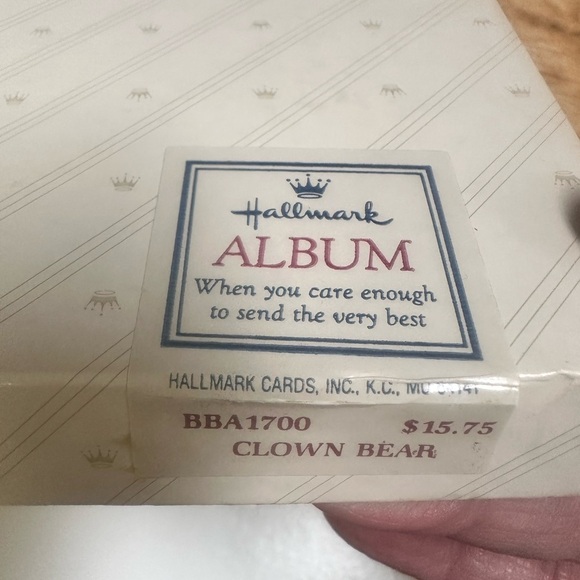 Hallmark
ALBUM
When you care enough
to send the very best
HALLMARK CARDS, INC., K.C.,
BBA1700 $15.75
CLOWN BEAR